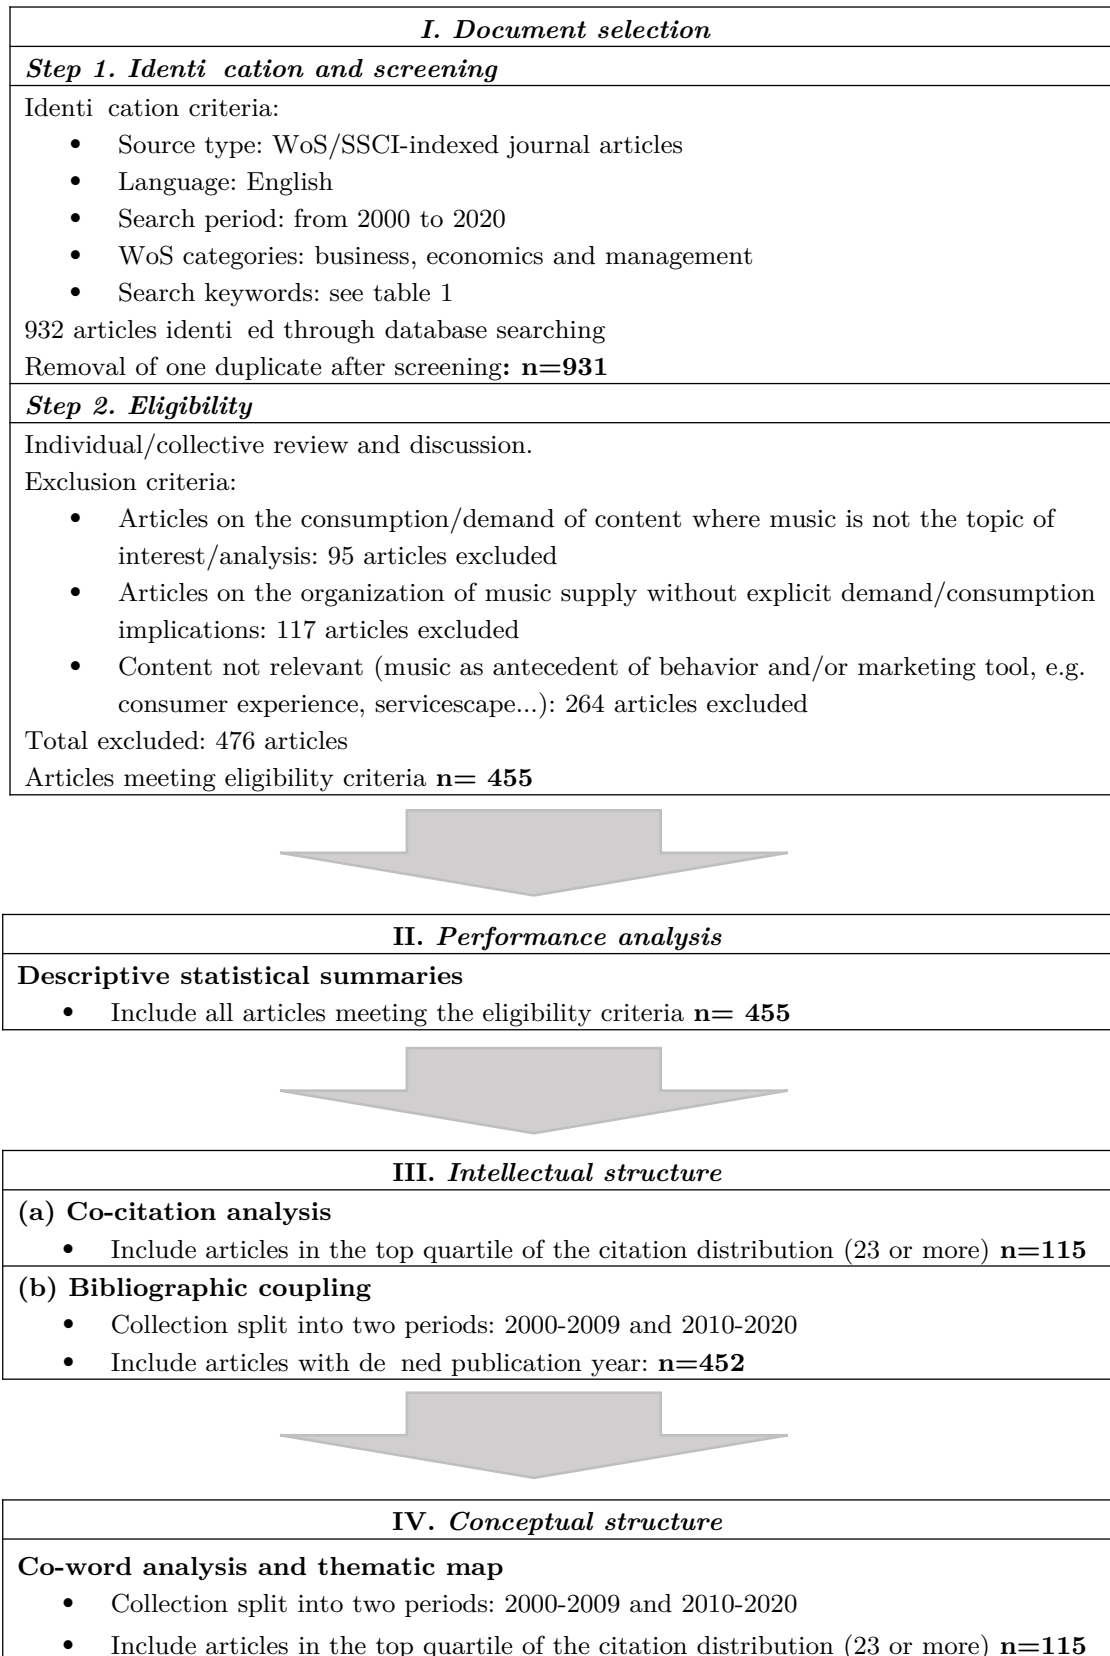 I. Document selection
Step 1. Identi cation and screening
Identi cation criteria:
• Source type: WoS/SSCI-indexed journal articles
• Language: English
• Search period: from 2000 to 2020
• WoS categories: business, economics and management
• Search keywords: see table 1
932 articles identi ed through database searching
Removal of one duplicate after screening: n=931
Step 2. Eligibility
Individual/collective review and discussion.
Exclusion criteria:
• Articles on the consumption/demand of content where music is not the topic of
interest/analysis: 95 articles excluded
• Articles on the organization of music supply without explicit demand/consumption
implications: 117 articles excluded
• Content not relevant (music as antecedent of behavior and/or marketing tool, e.g.
consumer experience, servicescape...): 264 articles excluded
Total excluded: 476 articles
Articles meeting eligibility criteria n= 455
II. Performance analysis
Descriptive statistical summaries
• Include all articles meeting the eligibility criteria n= 455
III. Intellectual structure
(a) Co-citation analysis
• Include articles in the top quartile of the citation distribution (23 or more) n=115
(b) Bibliographic coupling
• Collection split into two periods: 2000-2009 and 2010-2020
• Include articles with de ned publication year: n=452
IV. Conceptual structure
Co-word analysis and thematic map
• Collection split into two periods: 2000-2009 and 2010-2020
• Include articles in the top quartile of the citation distribution (23 or more) n=115